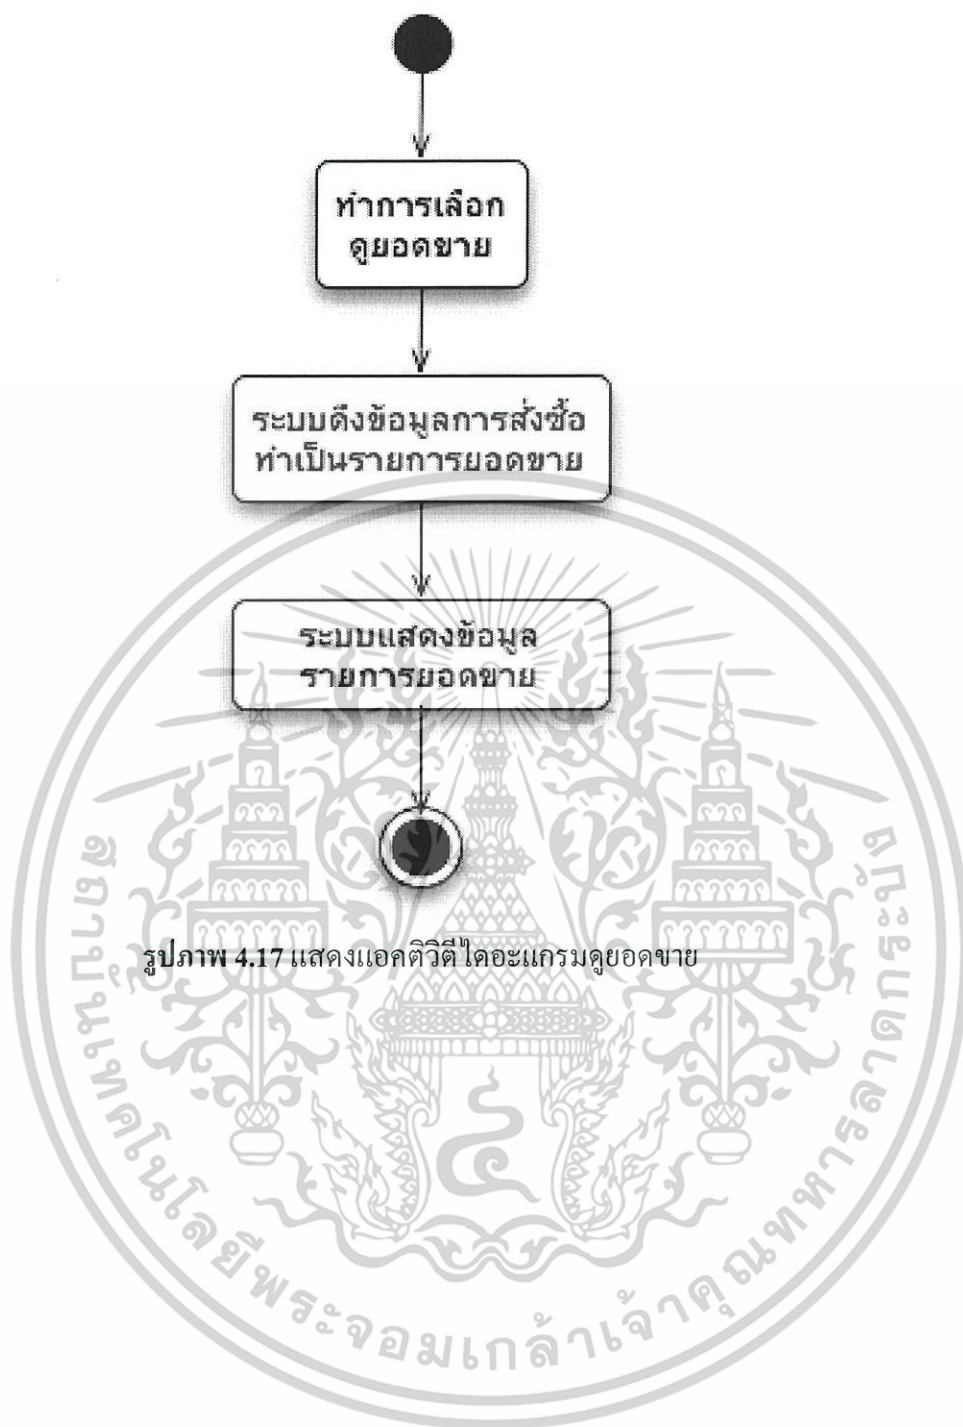 ทำการเลือก
ดูยอดขาย
ระบบดึงข้อมูลการสั่งซื้อ
ทำเป็นรายการยอดขาย
ระบบแสดงข้อมูล
รายการยอดขาย
รูปภาพ 4.17 แสดงแอคติวิตีไดอะแกรมดูยอดขาย
สถาบันเทคโนโลยีพระจอมเกล้าเจ้าคุณทหารลาดกระบัง